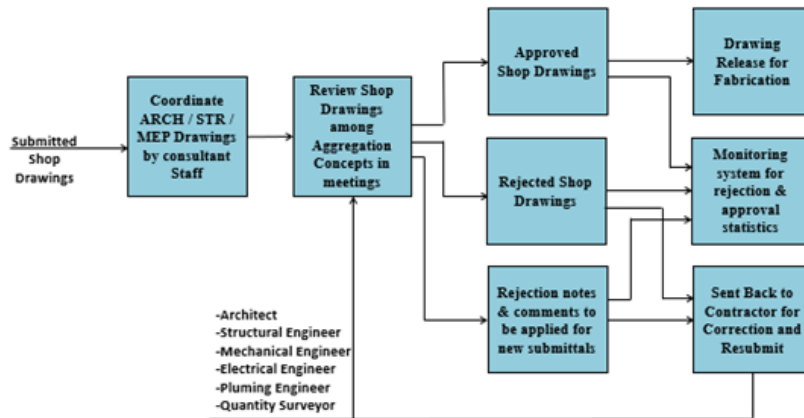 Submitted
Shop
Drawings
Coordinate
ARCH / STR /
MEP Drawings
by consultant
Staff
Review Shop
Drawings
among
Aggregation
Concepts in
meetings
Approved
Shop Drawings
Rejected Shop
Drawings
Rejection notes
& comments to
be applied for
new submittals
Drawing
Release for
Fabrication
Monitoring
system for
rejection &
approval
statistics
Sent Back to
Contractor for
Correction and
Resubmit
-Architect
-Structural Engineer
-Mechanical Engineer
-Electrical Engineer
-Pluming Engineer
-Quantity Surveyor